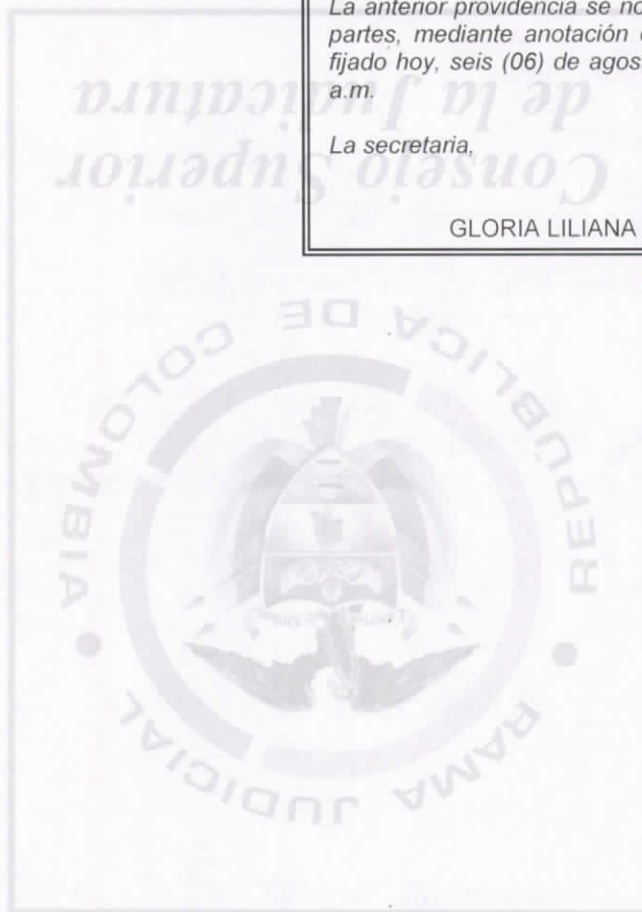 La anterior providencia se no
partes, mediante anotación
fijado hoy, seis (06) de agos
a.m.
La secretaria,
GLORIA LILIANA
Consejo Superior
de la Judicatura
REPUBLICA DE COLOMBIA
RAMA JUDICIAL